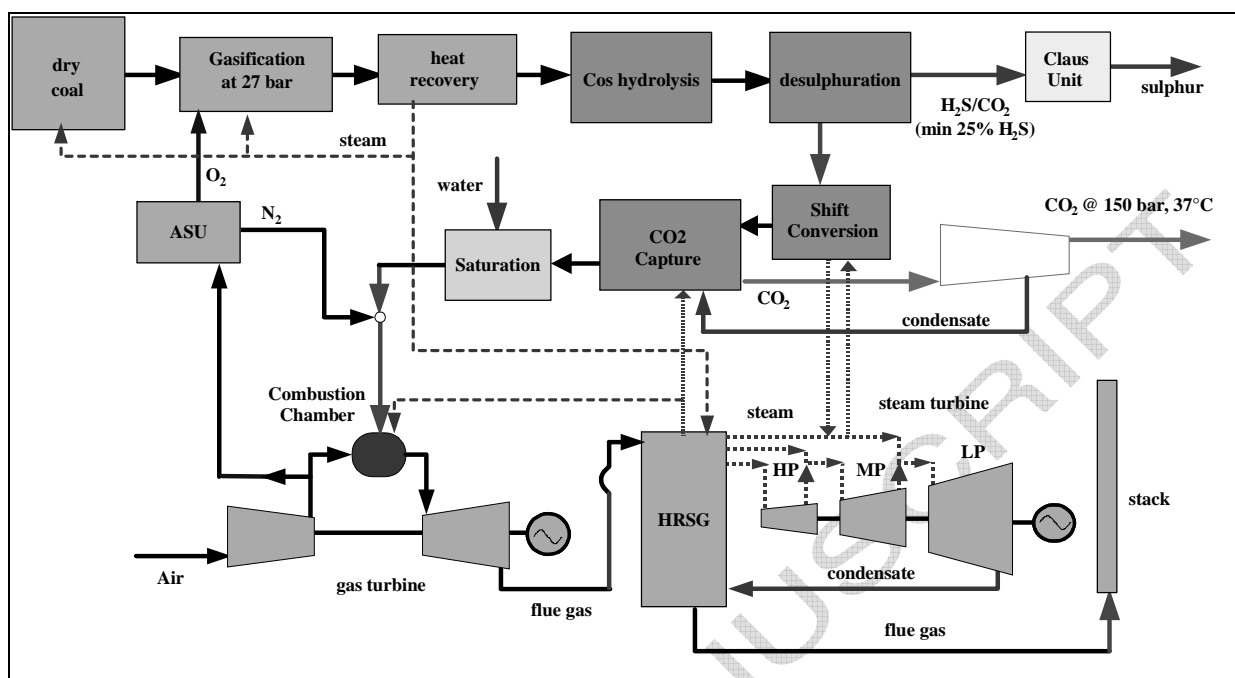 dry
coal
Gasification
at 27 bar
heat
recovery
Cos hydrolysis
desulphuration
Claus
Unit
sulphur
H₂S/CO₂
(min 25% H₂S)
steam
O₂
water
ASU
N₂
Saturation
CO2
Capture
Shift
Conversion
CO₂ @ 150 bar, 37°C
CO₂
condensate
Combustion
Chamber
steam
steam turbine
HP
MP
LP
HRSG
stack
Air
gas turbine
flue gas
condensate
flue gas
USCRIPT